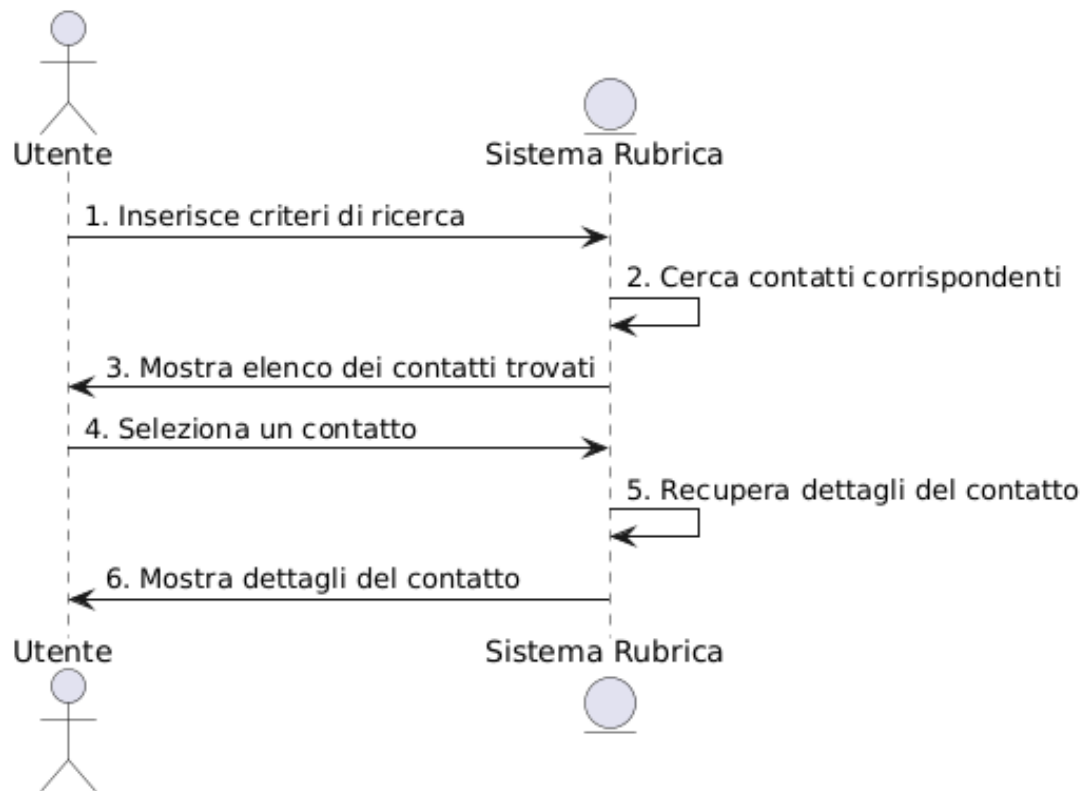 Utente
Sistema Rubrica
1. Inserisce criteri di ricerca
2. Cerca contatti corrispondenti
3. Mostra elenco dei contatti trovati
4. Seleziona un contatto
5. Recupera dettagli del contatto
6. Mostra dettagli del contatto
Utente
Sistema Rubrica